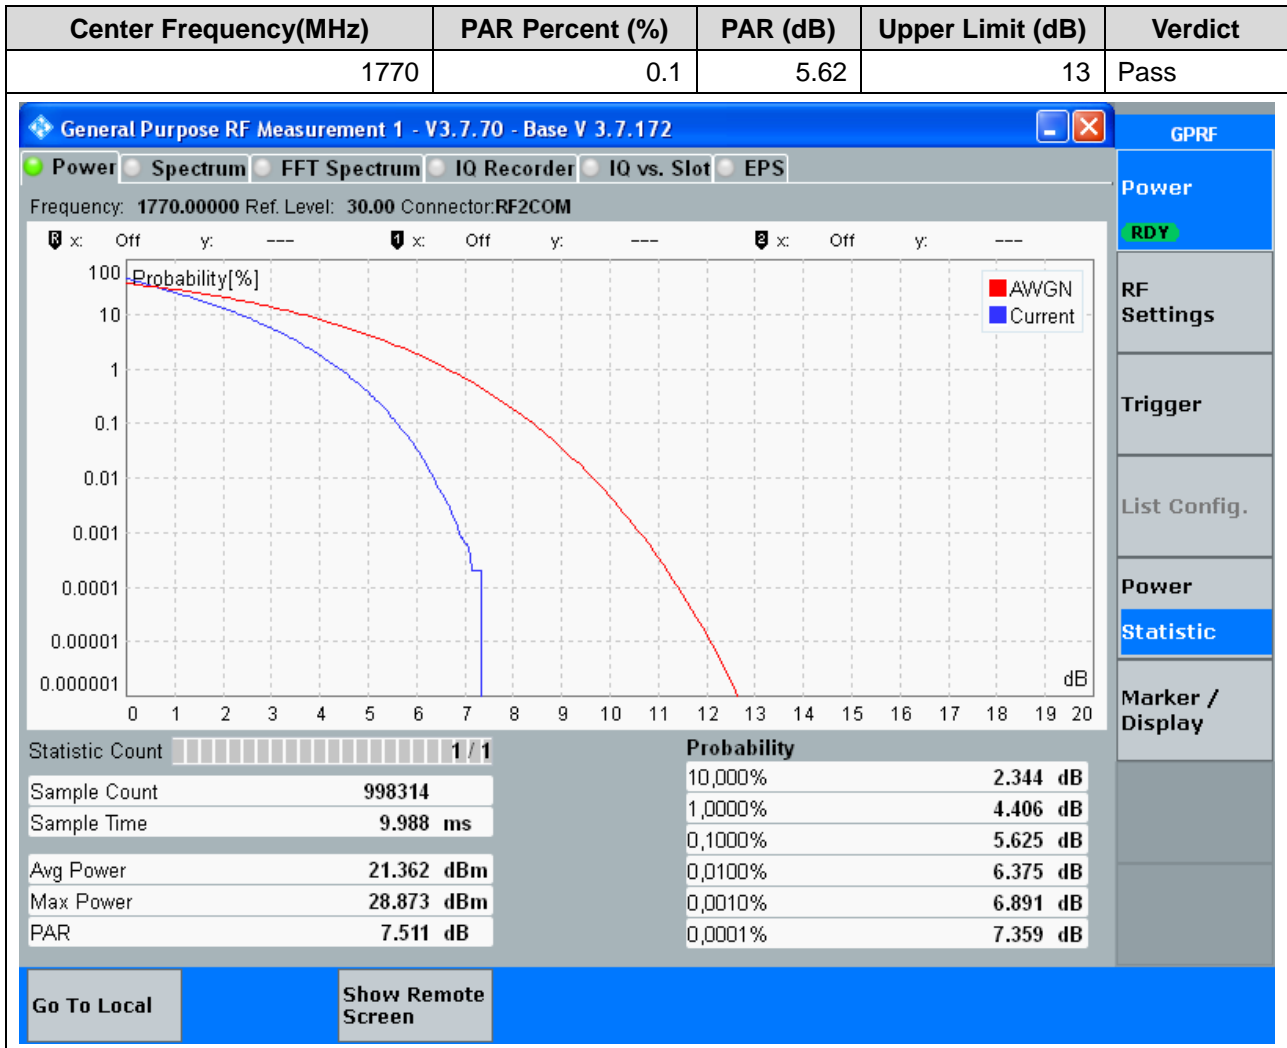 Center Frequency(MHz) PAR Percent (%) PAR (dB) Upper Limit (dB) Verdict
1770 0.1 5.62 13 Pass
General Purpose RF Measurement 1 - V3.7.70 - Base V 3.7.172
GPRF
Power Spectrum FFT Spectrum IQ Recorder IQ vs. Slot EPS
Frequency: 1770.00000 Ref. Level: 30.00 Connector:RF2COM
R x: Off y: --- 1 x: Off y: --- 2 x: Off y: ---
Probability[%]
100
10
1
0.1
0.01
0.001
0.0001
0.00001
0.000001
AWGN
Current
dB
0 1 2 3 4 5 6 7 8 9 10 11 12 13 14 15 16 17 18 19 20
Statistic Count 1 / 1
Sample Count 998314
Sample Time 9.988 ms
Avg Power 21.362 dBm
Max Power 28.873 dBm
PAR 7.511 dB
Probability
10,000% 2.344 dB
1,0000% 4.406 dB
0,1000% 5.625 dB
0,0100% 6.375 dB
0,0010% 6.891 dB
0,0001% 7.359 dB
Power
RDY
RF
Settings
Trigger
List Config.
Power
Statistic
Marker /
Display
Go To Local
Show Remote
Screen